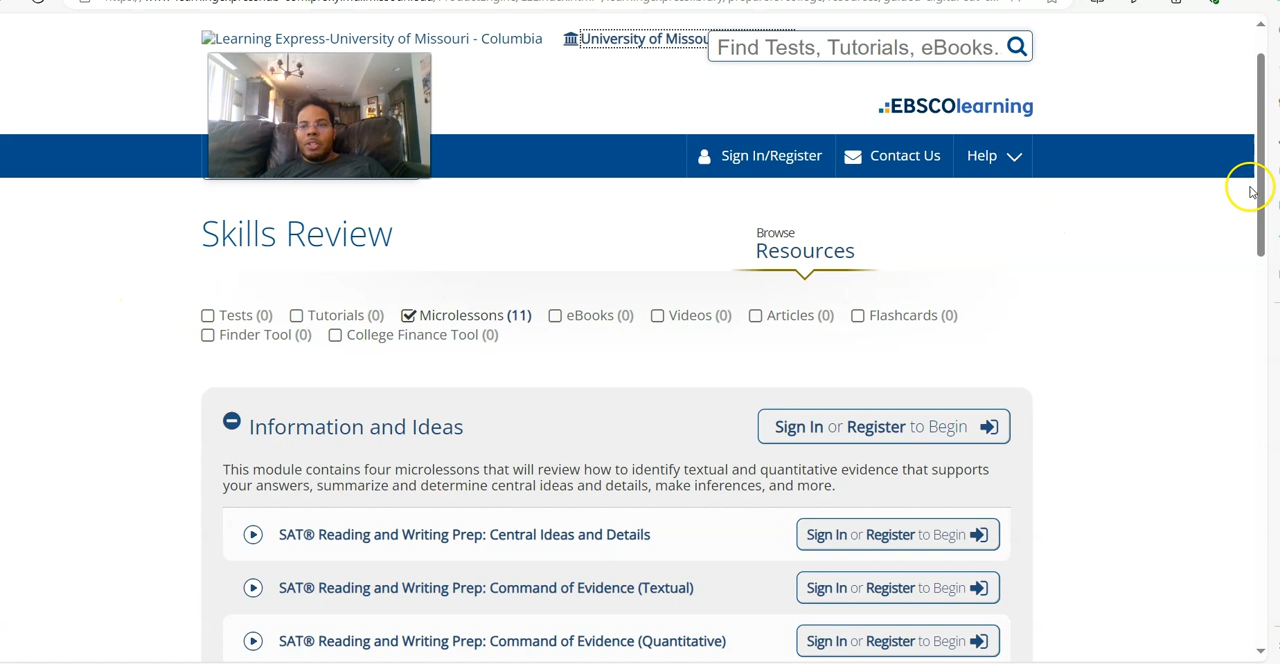 Learning Express-University of Missouri - Columbia
University of Missou
Find Tests, Tutorials, eBooks.
EBSCOlearning
Sign In/Register
Contact Us
Help
Skills Review
Browse
Resources
Tests (0)
Tutorials (0)
Microlessons (11)
eBooks (0)
Videos (0)
Articles (0)
Flashcards (0)
Finder Tool (0)
College Finance Tool (0)
Information and Ideas
Sign In or Register to Begin
This module contains four microlessons that will review how to identify textual and quantitative evidence that supports
your answers, summarize and determine central ideas and details, make inferences, and more.
SAT® Reading and Writing Prep: Central Ideas and Details
Sign In or Register to Begin
SAT® Reading and Writing Prep: Command of Evidence (Textual)
Sign In or Register to Begin
SAT® Reading and Writing Prep: Command of Evidence (Quantitative)
Sign In or Register to Begin